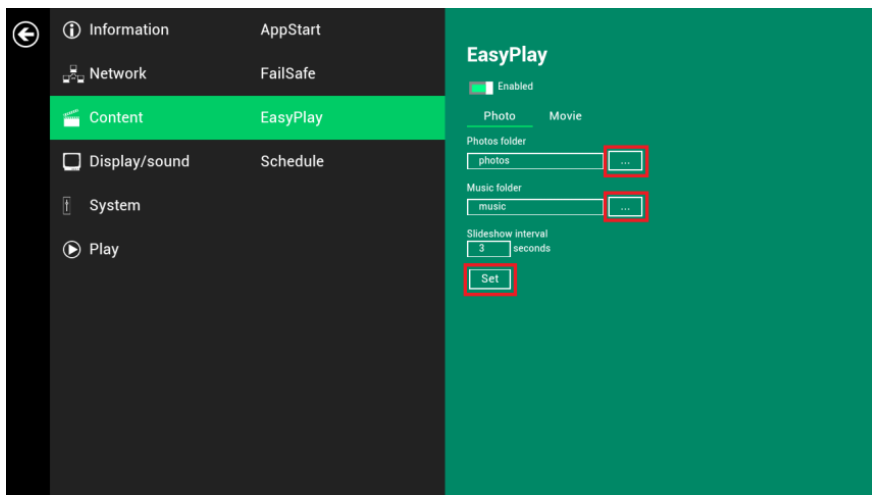 Information
Network
Content
Display/sound
System
Play
AppStart
FailSafe
EasyPlay
Schedule
EasyPlay
Enabled
Photo Movie
Photos folder
photos ...
Music folder
music ...
Slideshow interval
3 seconds
Set